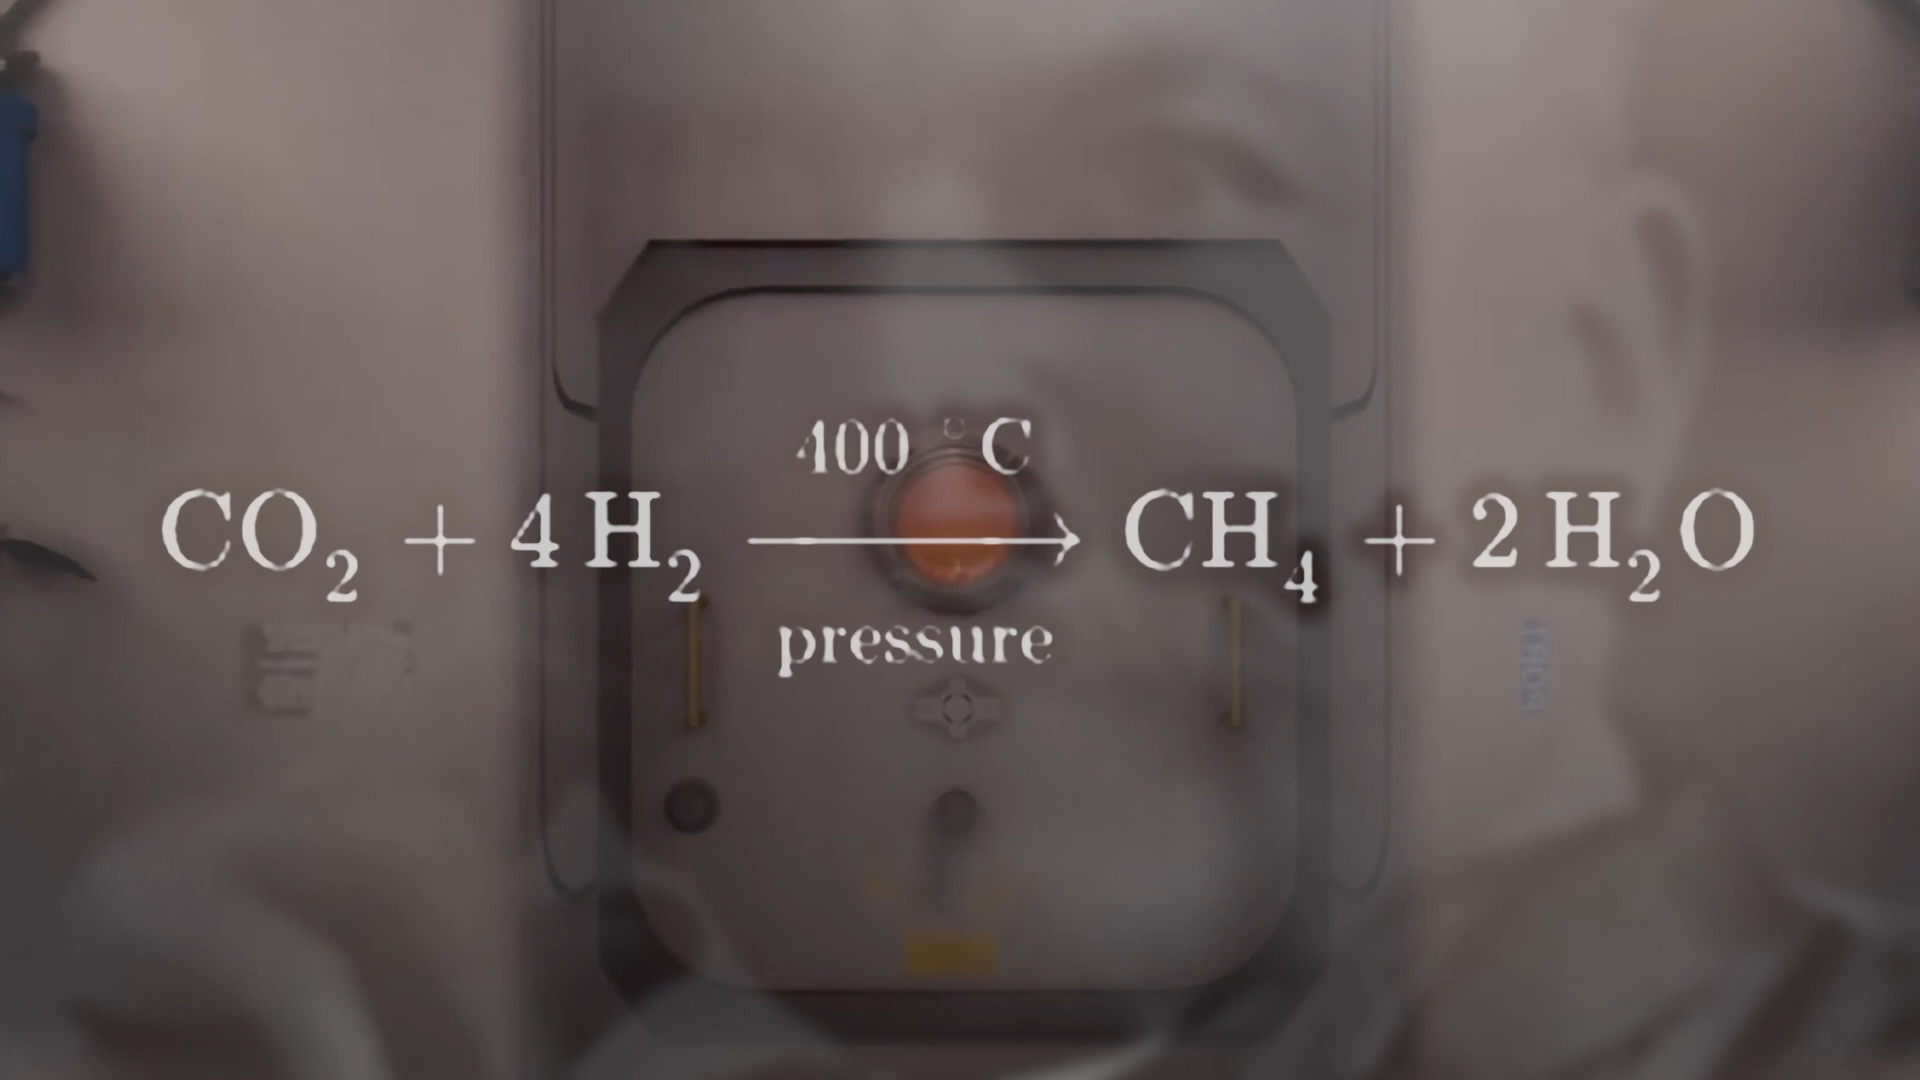 400 °C
CO₂ + 4 H₂ ⟶ CH₄ + 2 H₂O
pressure